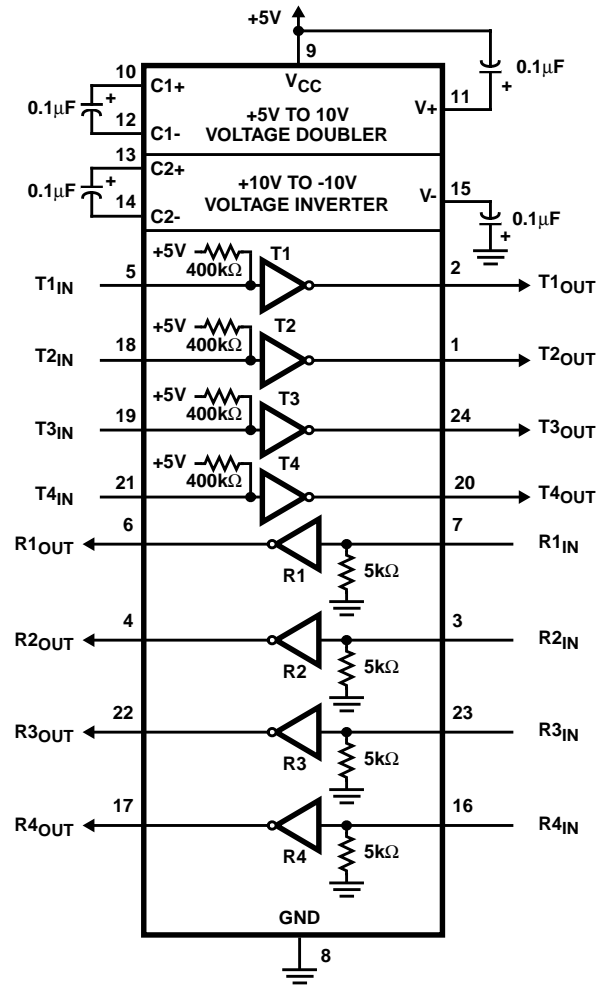 +5V
9
10
0.1μF
+
12
C1+
C1-
VCC
+5V TO 10V
VOLTAGE DOUBLER
V+
11
0.1μF
+
13
0.1μF
+
14
C2+
C2-
+10V TO -10V
VOLTAGE INVERTER
V-
15
0.1μF
+
T1IN
5
+5V
400kΩ
T1
2
T1OUT
T2IN
18
+5V
400kΩ
T2
1
T2OUT
T3IN
19
+5V
400kΩ
T3
24
T3OUT
T4IN
21
+5V
400kΩ
T4
20
T4OUT
R1OUT
6
R1
5kΩ
7
R1IN
R2OUT
4
R2
5kΩ
3
R2IN
R3OUT
22
R3
5kΩ
23
R3IN
R4OUT
17
R4
5kΩ
16
R4IN
GND
8